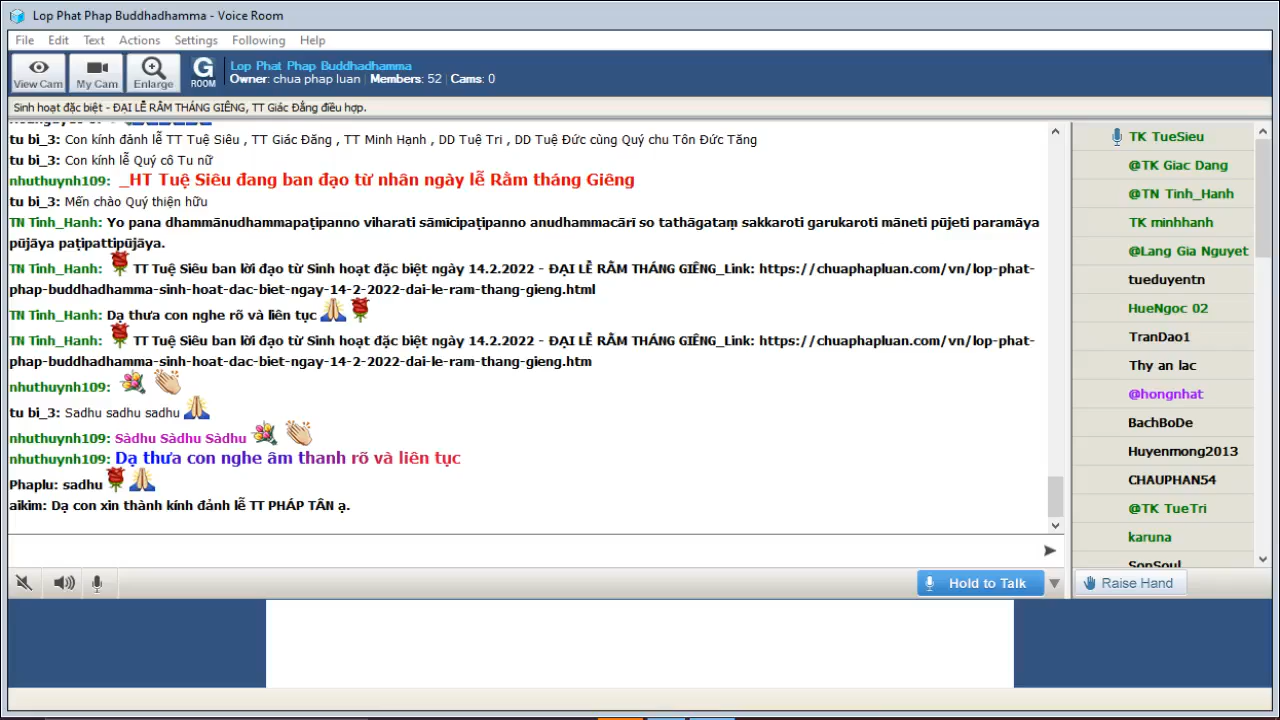 Lop Phat Phap Buddhadhamma - Voice Room
File Edit Text Actions Settings Following Help
View Cam My Cam Enlarge G ROOM
Lop Phat Phap Buddhadhamma
Owner: chua phap luan | Members: 52 | Cams: 0
Sinh hoạt đặc biệt - ĐẠI LỄ RẰM THÁNG GIÊNG, TT Giác Đẳng điều hợp.
tu bi_3: Con kính đảnh lễ TT Tuệ Siêu , TT Giác Đăng , TT Minh Hạnh , DD Tuệ Tri , DD Tuệ Đức cùng Quý chu Tôn Đức Tăng
tu bi_3: Con kính lễ Quý cô Tu nữ
nhuthuynh109: _HT Tuệ Siêu đang ban đạo từ nhân ngày lễ Rằm tháng Giêng
tu bi_3: Mến chào Quý thiện hữu
TN Tinh_Hanh: Yo pana dhammānudhammapaṭipanno viharati sāmīcipaṭipanno anudhammacārī so tathāgataṃ sakkaroti garukaroti māneti pūjeti paramāya
pūjāya paṭipattipūjāya.
TN Tinh_Hanh: TT Tuệ Siêu ban lời đạo từ Sinh hoạt đặc biệt ngày 14.2.2022 - ĐẠI LỄ RẰM THÁNG GIÊNG_Link: https://chuaphapluan.com/vn/lop-phat-
phap-buddhadhamma-sinh-hoat-dac-biet-ngay-14-2-2022-dai-le-ram-thang-gieng.html
TN Tinh_Hanh: Dạ thưa con nghe rõ và liên tục
TN Tinh_Hanh: TT Tuệ Siêu ban lời đạo từ Sinh hoạt đặc biệt ngày 14.2.2022 - ĐẠI LỄ RẰM THÁNG GIÊNG_Link: https://chuaphapluan.com/vn/lop-phat-
phap-buddhadhamma-sinh-hoat-dac-biet-ngay-14-2-2022-dai-le-ram-thang-gieng.htm
nhuthuynh109:
tu bi_3: Sadhu sadhu sadhu
nhuthuynh109: Sàdhu Sàdhu Sàdhu
nhuthuynh109: Dạ thưa con nghe âm thanh rõ và liên tục
Phaplu: sadhu
aikim: Dạ con xin thành kính đảnh lễ TT PHÁP TÂN ạ.
Hold to Talk
TK TueSieu
@TK Giac Dang
@TN Tinh_Hanh
TK minhhanh
@Lang Gia Nguyet
tueduyentn
HueNgoc 02
TranDao1
Thy an lac
@hongnhat
BachBoDe
Huyenmong2013
CHAUPHAN54
@TK TueTri
karuna
SonSoul
Raise Hand